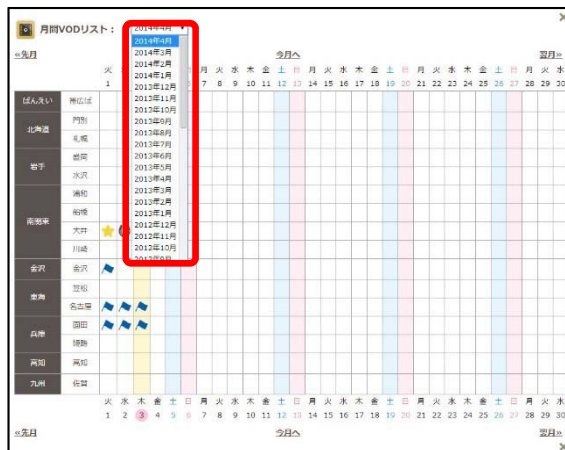 ×
月間VODリスト： 2014年4月
2014年4月
2014年3月
2014年2月
2014年1月
2013年12月
2013年11月
2013年10月
2013年9月
2013年8月
2013年7月
2013年6月
2013年5月
2013年4月
2013年3月
2013年2月
2013年1月
2012年12月
2012年11月
2012年10月
2012年9月
«先月 今月へ 翌月»
火 月 火 水 木 金 土 日 月 火 水 木 金 土 日 月 火 水 木 金 土 日 月 火 水
1 7 8 9 10 11 12 13 14 15 16 17 18 19 20 21 22 23 24 25 26 27 28 29 30
ばんえい 帯広ば
北海道 門別
札幌
岩手 盛岡
水沢
南関東 浦和
船橋
大井
川崎
金沢 金沢
東海 笠松
名古屋
兵庫 園田
姫路
高知 高知
九州 佐賀
火 水 木 金 土 日 月 火 水 木 金 土 日 月 火 水 木 金 土 日 月 火 水 木 金 土 日 月 火 水
1 2 3 4 5 6 7 8 9 10 11 12 13 14 15 16 17 18 19 20 21 22 23 24 25 26 27 28 29 30
«先月 今月へ 翌月»
×